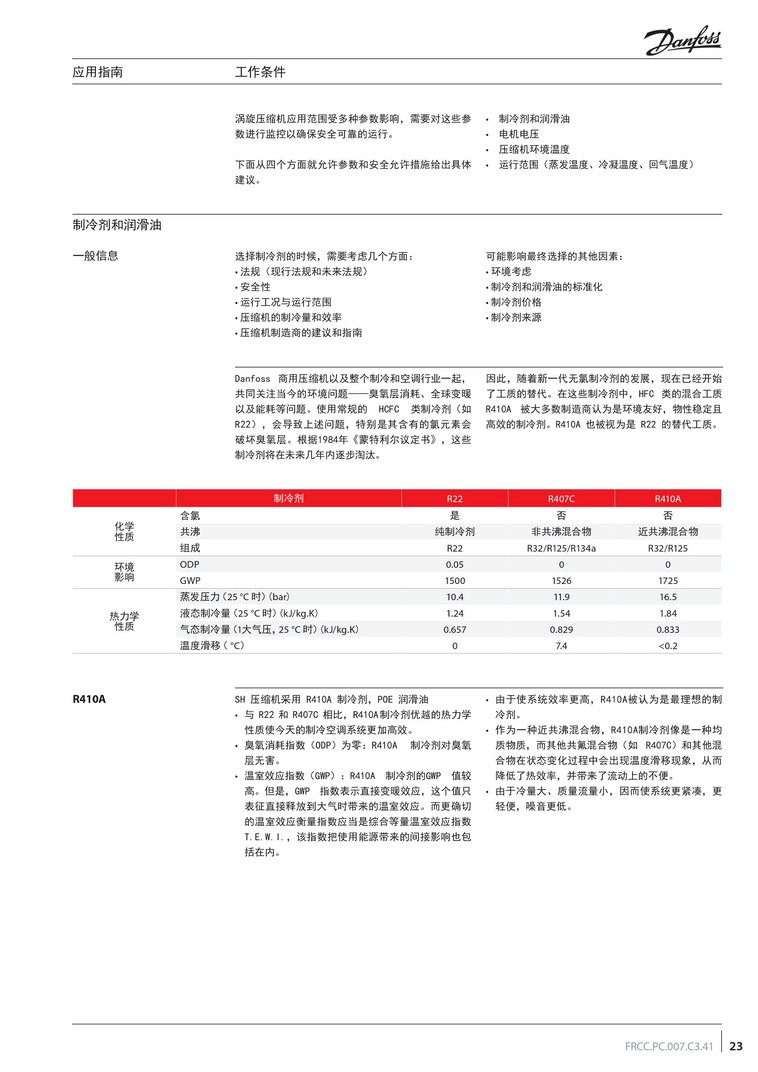 Danfoss
应用指南
工作条件
涡旋压缩机应用范围受多种参数影响，需要对这些参
数进行监控以确保安全可靠的运行。
下面从四个方面就允许参数和安全允许措施给出具体
建议。
• 制冷剂和润滑油
• 电机电压
• 压缩机环境温度
• 运行范围（蒸发温度、冷凝温度、回气温度）
制冷剂和润滑油
一般信息
选择制冷剂的时候，需要考虑几个方面：
•法规（现行法规和未来法规）
•安全性
•运行工况与运行范围
•压缩机的制冷量和效率
•压缩机制造商的建议和指南
可能影响最终选择的其他因素：
•环境考虑
•制冷剂和润滑油的标准化
•制冷剂价格
•制冷剂来源
Danfoss 商用压缩机以及整个制冷和空调行业一起，
共同关注当今的环境问题——臭氧层消耗、全球变暖
以及能耗等问题。使用常规的 HCFC 类制冷剂（如
R22），会导致上述问题，特别是其含有的氯元素会
破坏臭氧层。根据1984年《蒙特利尔议定书》，这些
制冷剂将在未来几年内逐步淘汰。
因此，随着新一代无氯制冷剂的发展，现在已经开始
了工质的替代。在这些制冷剂中，HFC 类的混合工质
R410A 被大多数制造商认为是环境友好，物性稳定且
高效的制冷剂。R410A 也被视为是 R22 的替代工质。
制冷剂 R22 R407C R410A
化学
性质
含氯 是 否 否
共沸 纯制冷剂 非共沸混合物 近共沸混合物
组成 R22 R32/R125/R134a R32/R125
环境
影响
ODP 0.05 0 0
GWP 1500 1526 1725
热力学
性质
蒸发压力（25 °C 时）（bar） 10.4 11.9 16.5
液态制冷量（25 °C 时）（kJ/kg.K） 1.24 1.54 1.84
气态制冷量（1大气压，25 °C 时）（kJ/kg.K） 0.657 0.829 0.833
温度滑移（ °C） 0 7.4 <0.2
R410A
SH 压缩机采用 R410A 制冷剂，POE 润滑油
• 与 R22 和 R407C 相比，R410A制冷剂优越的热力学
性质使今天的制冷空调系统更加高效。
• 臭氧消耗指数（ODP）为零：R410A 制冷剂对臭氧
层无害。
• 温室效应指数（GWP）：R410A 制冷剂的GWP 值较
高。但是，GWP 指数表示直接变暖效应，这个值只
表征直接释放到大气时带来的温室效应。而更确切
的温室效应衡量指数应当是综合等量温室效应指数
T.E.W.I.，该指数把使用能源带来的间接影响也包
括在内。
• 由于使系统效率更高，R410A被认为是最理想的制
冷剂。
• 作为一种近共沸混合物，R410A制冷剂像是一种均
质物质，而其他共氟混合物（如 R407C）和其他混
合物在状态变化过程中会出现温度滑移现象，从而
降低了热效率，并带来了流动上的不便。
• 由于冷量大、质量流量小，因而使系统更紧凑，更
轻便，噪音更低。
FRCC.PC.007.C3.41 23